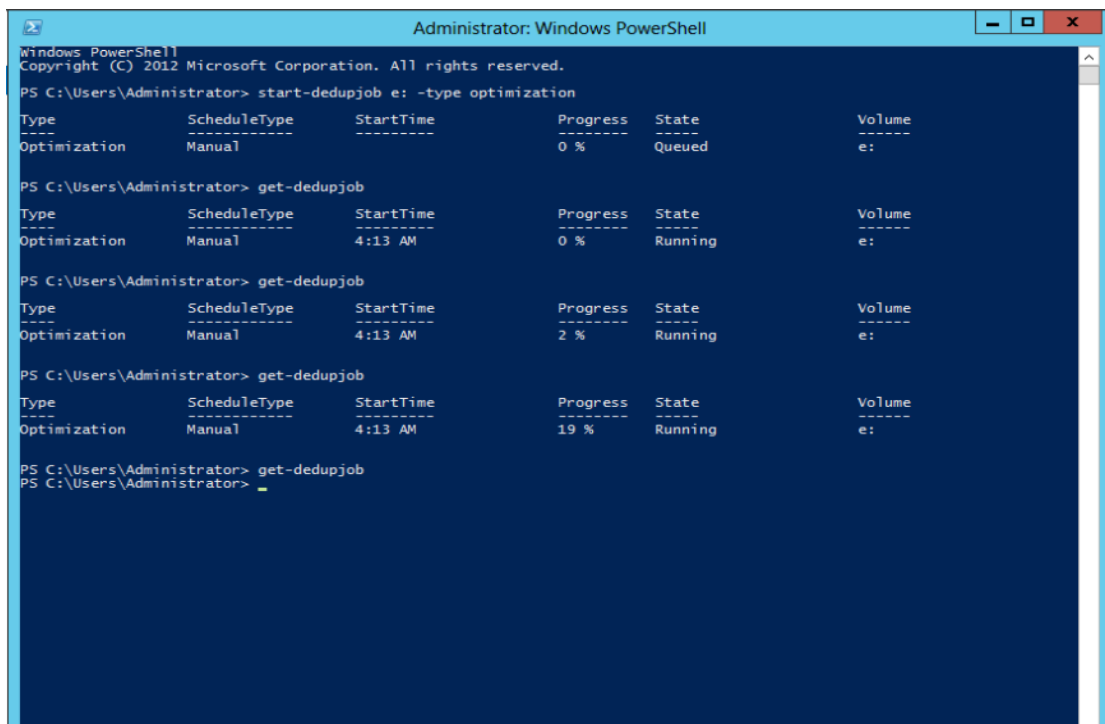 Administrator: Windows PowerShell
Windows PowerShell
Copyright (C) 2012 Microsoft Corporation. All rights reserved.
PS C:\Users\Administrator> start-dedupjob e: -type optimization
Type ScheduleType StartTime Progress State Volume
---- ------------ --------- -------- ----- ------
Optimization Manual 0 % Queued e:
PS C:\Users\Administrator> get-dedupjob
Type ScheduleType StartTime Progress State Volume
---- ------------ --------- -------- ----- ------
Optimization Manual 4:13 AM 0 % Running e:
PS C:\Users\Administrator> get-dedupjob
Type ScheduleType StartTime Progress State Volume
---- ------------ --------- -------- ----- ------
Optimization Manual 4:13 AM 2 % Running e:
PS C:\Users\Administrator> get-dedupjob
Type ScheduleType StartTime Progress State Volume
---- ------------ --------- -------- ----- ------
Optimization Manual 4:13 AM 19 % Running e:
PS C:\Users\Administrator> get-dedupjob
PS C:\Users\Administrator> _